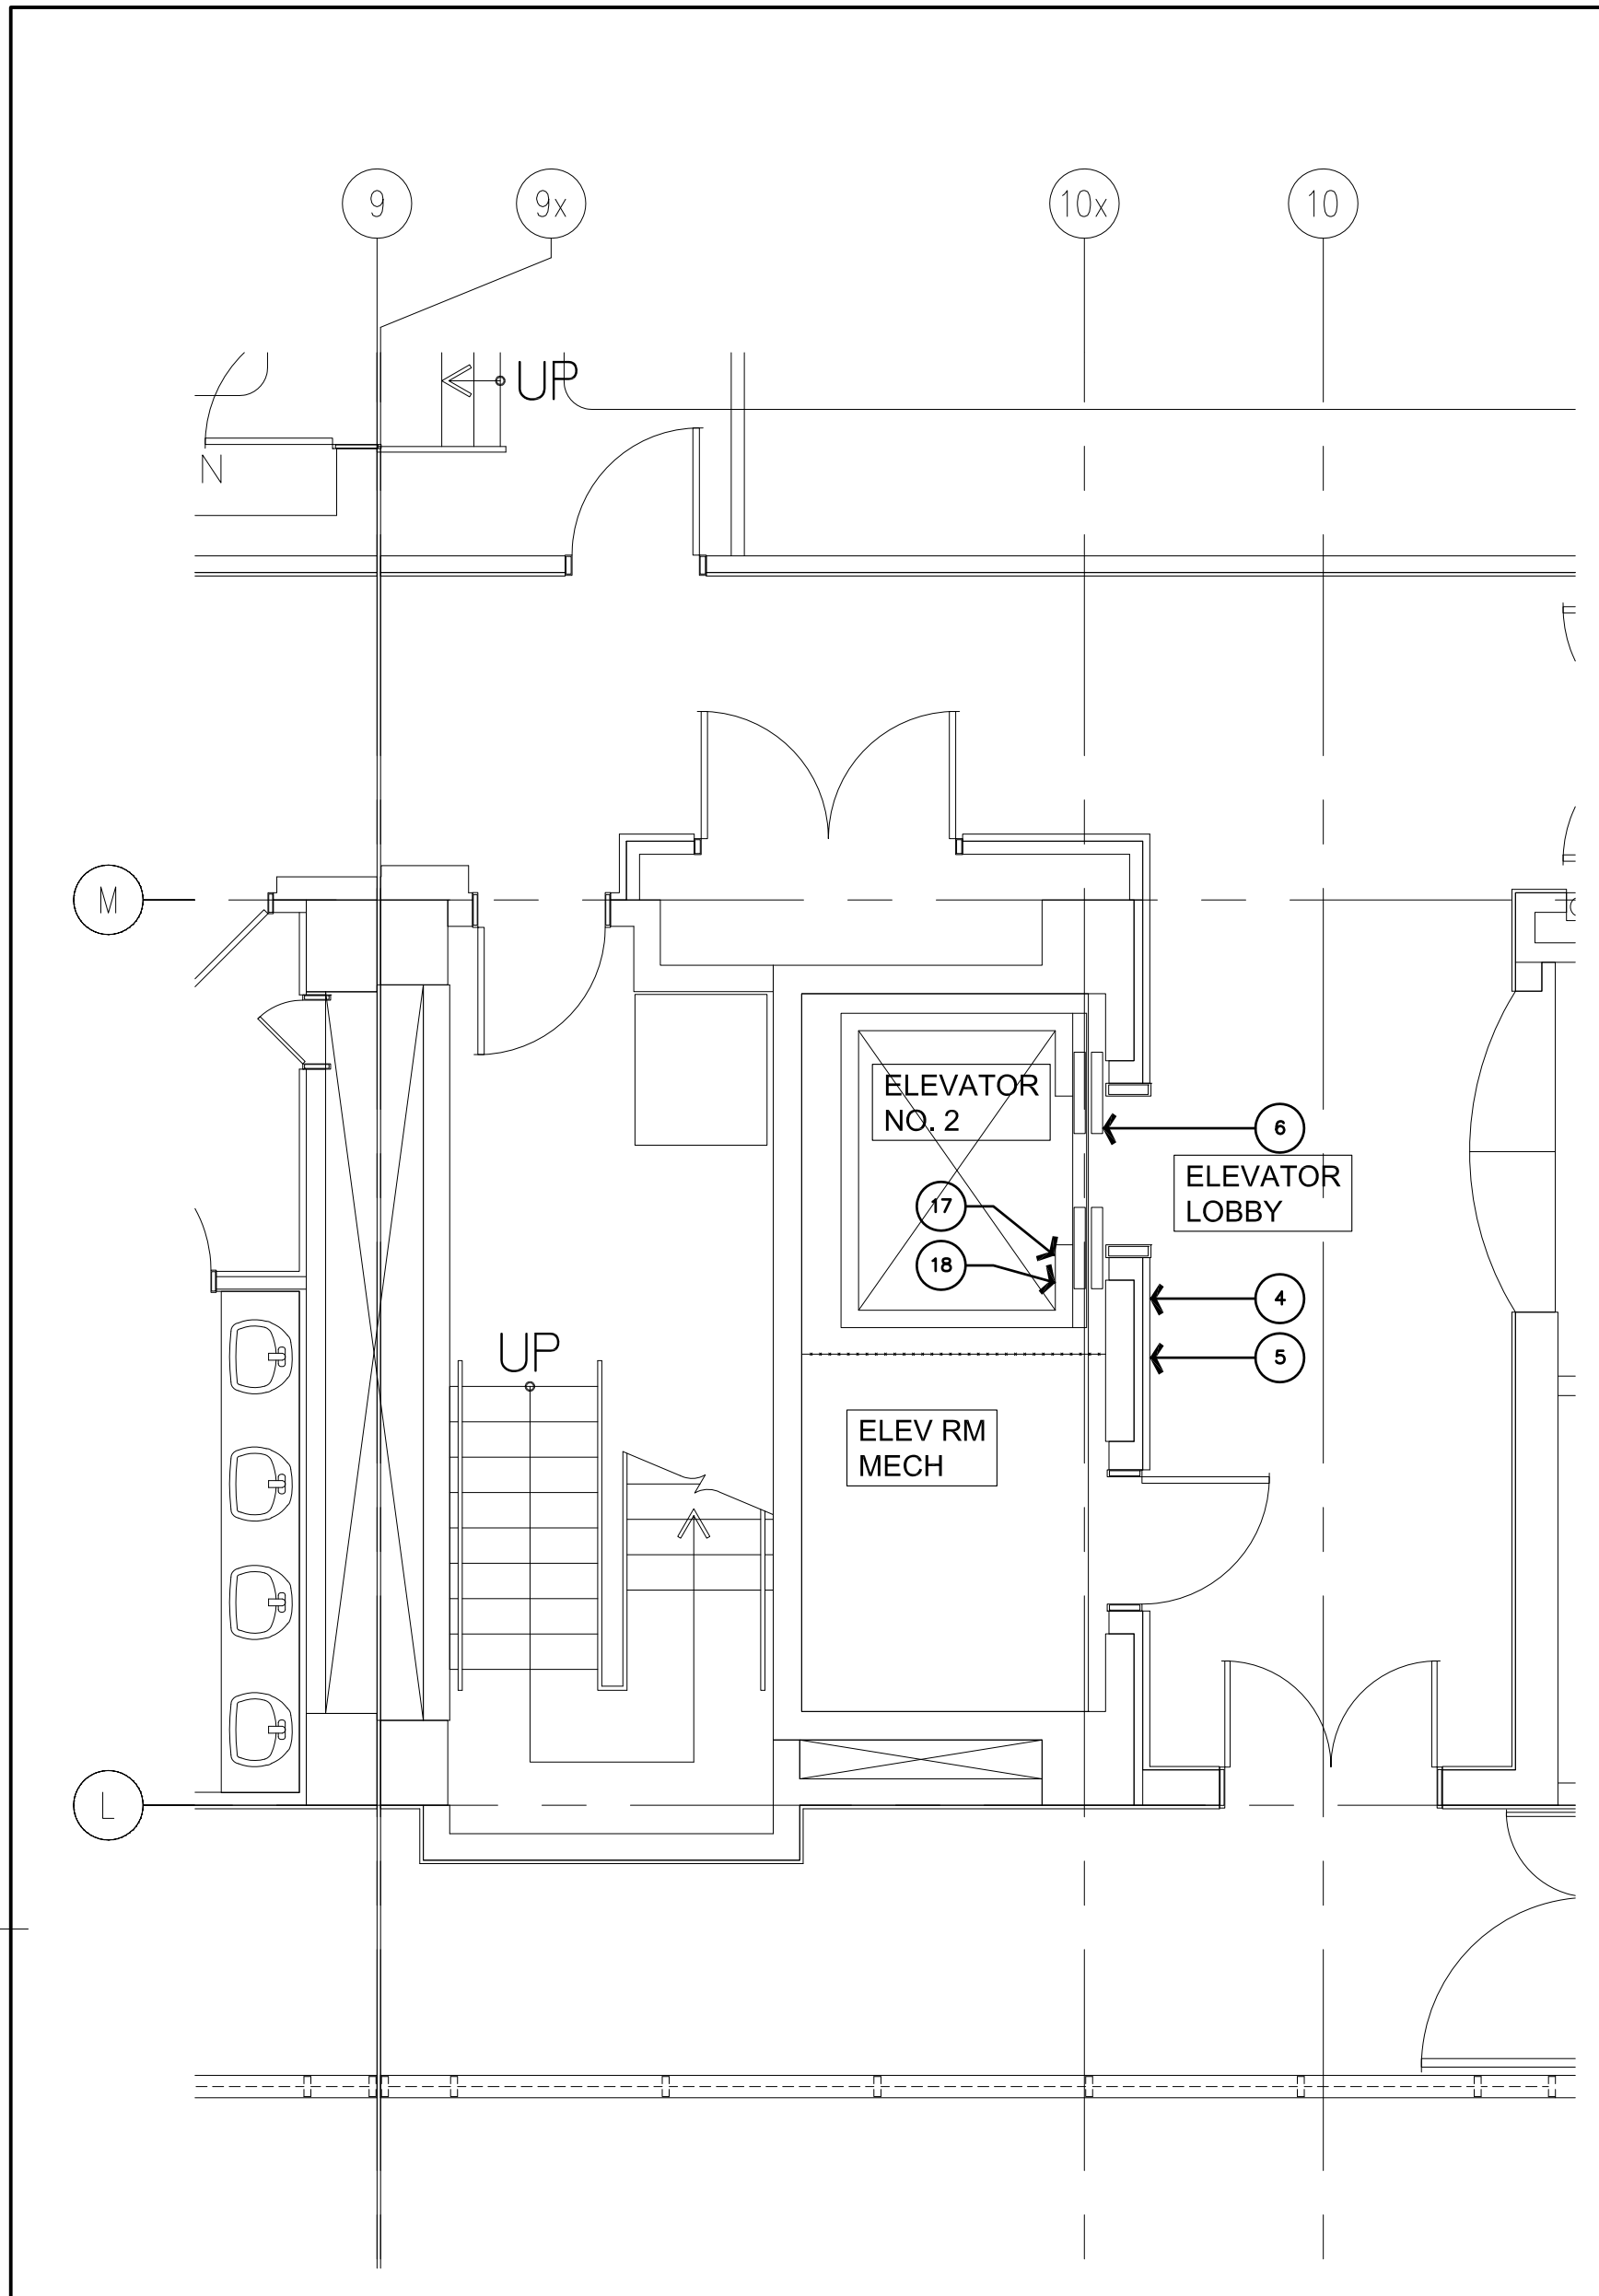 9
9x
10x
10
UP
N
M
ELEVATOR
NO. 2
6
ELEVATOR
LOBBY
17
18
4
5
UP
ELEV RM
MECH
L